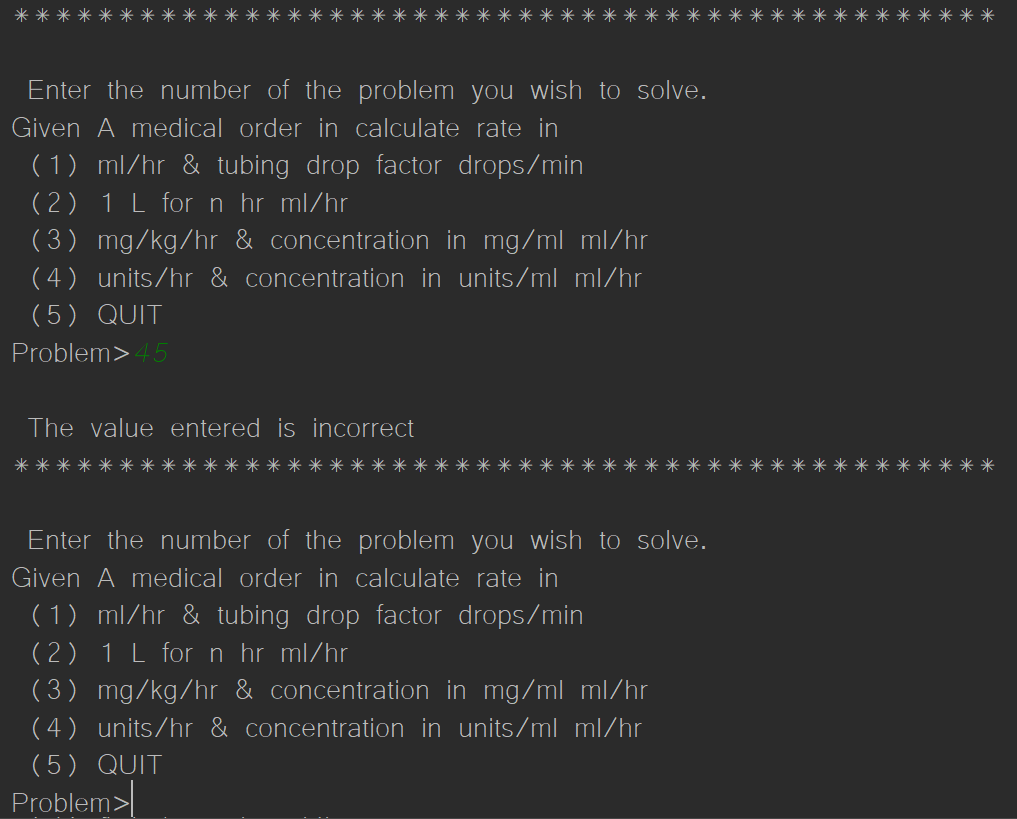 ***********************************************
Enter the number of the problem you wish to solve.
Given A medical order in calculate rate in
(1) ml/hr & tubing drop factor drops/min
(2) 1 L for n hr ml/hr
(3) mg/kg/hr & concentration in mg/ml ml/hr
(4) units/hr & concentration in units/ml ml/hr
(5) QUIT
Problem>45
The value entered is incorrect
***********************************************
Enter the number of the problem you wish to solve.
Given A medical order in calculate rate in
(1) ml/hr & tubing drop factor drops/min
(2) 1 L for n hr ml/hr
(3) mg/kg/hr & concentration in mg/ml ml/hr
(4) units/hr & concentration in units/ml ml/hr
(5) QUIT
Problem>